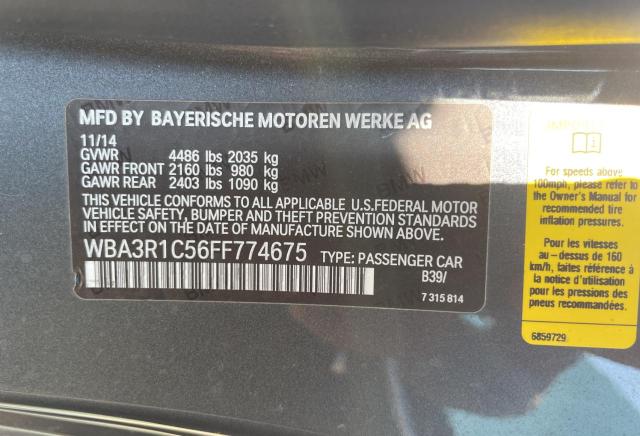 MFD BY BAYERISCHE MOTOREN WERKE AG
11/14
GVWR 4486 lbs 2035 kg
GAWR FRONT 2160 lbs 980 kg
GAWR REAR 2403 lbs 1090 kg
THIS VEHICLE CONFORMS TO ALL APPLICABLE U.S.FEDERAL MOTOR
VEHICLE SAFETY, BUMPER AND THEFT PREVENTION STANDARDS
IN EFFECT ON THE DATE OF MANUFACTURE SHOWN ABOVE.
WBA3R1C56FF774675 TYPE: PASSENGER CAR
B39/
7 315 814
For speeds above
100mph, please refer to
the Owner's Manual for
recommended tire
inflation pressures.
Pour les vitesses
au-dessus de 160
km/h, faites référence à
la notice d'utilisation
pour les pressions des
pneus recommandées.
6859729